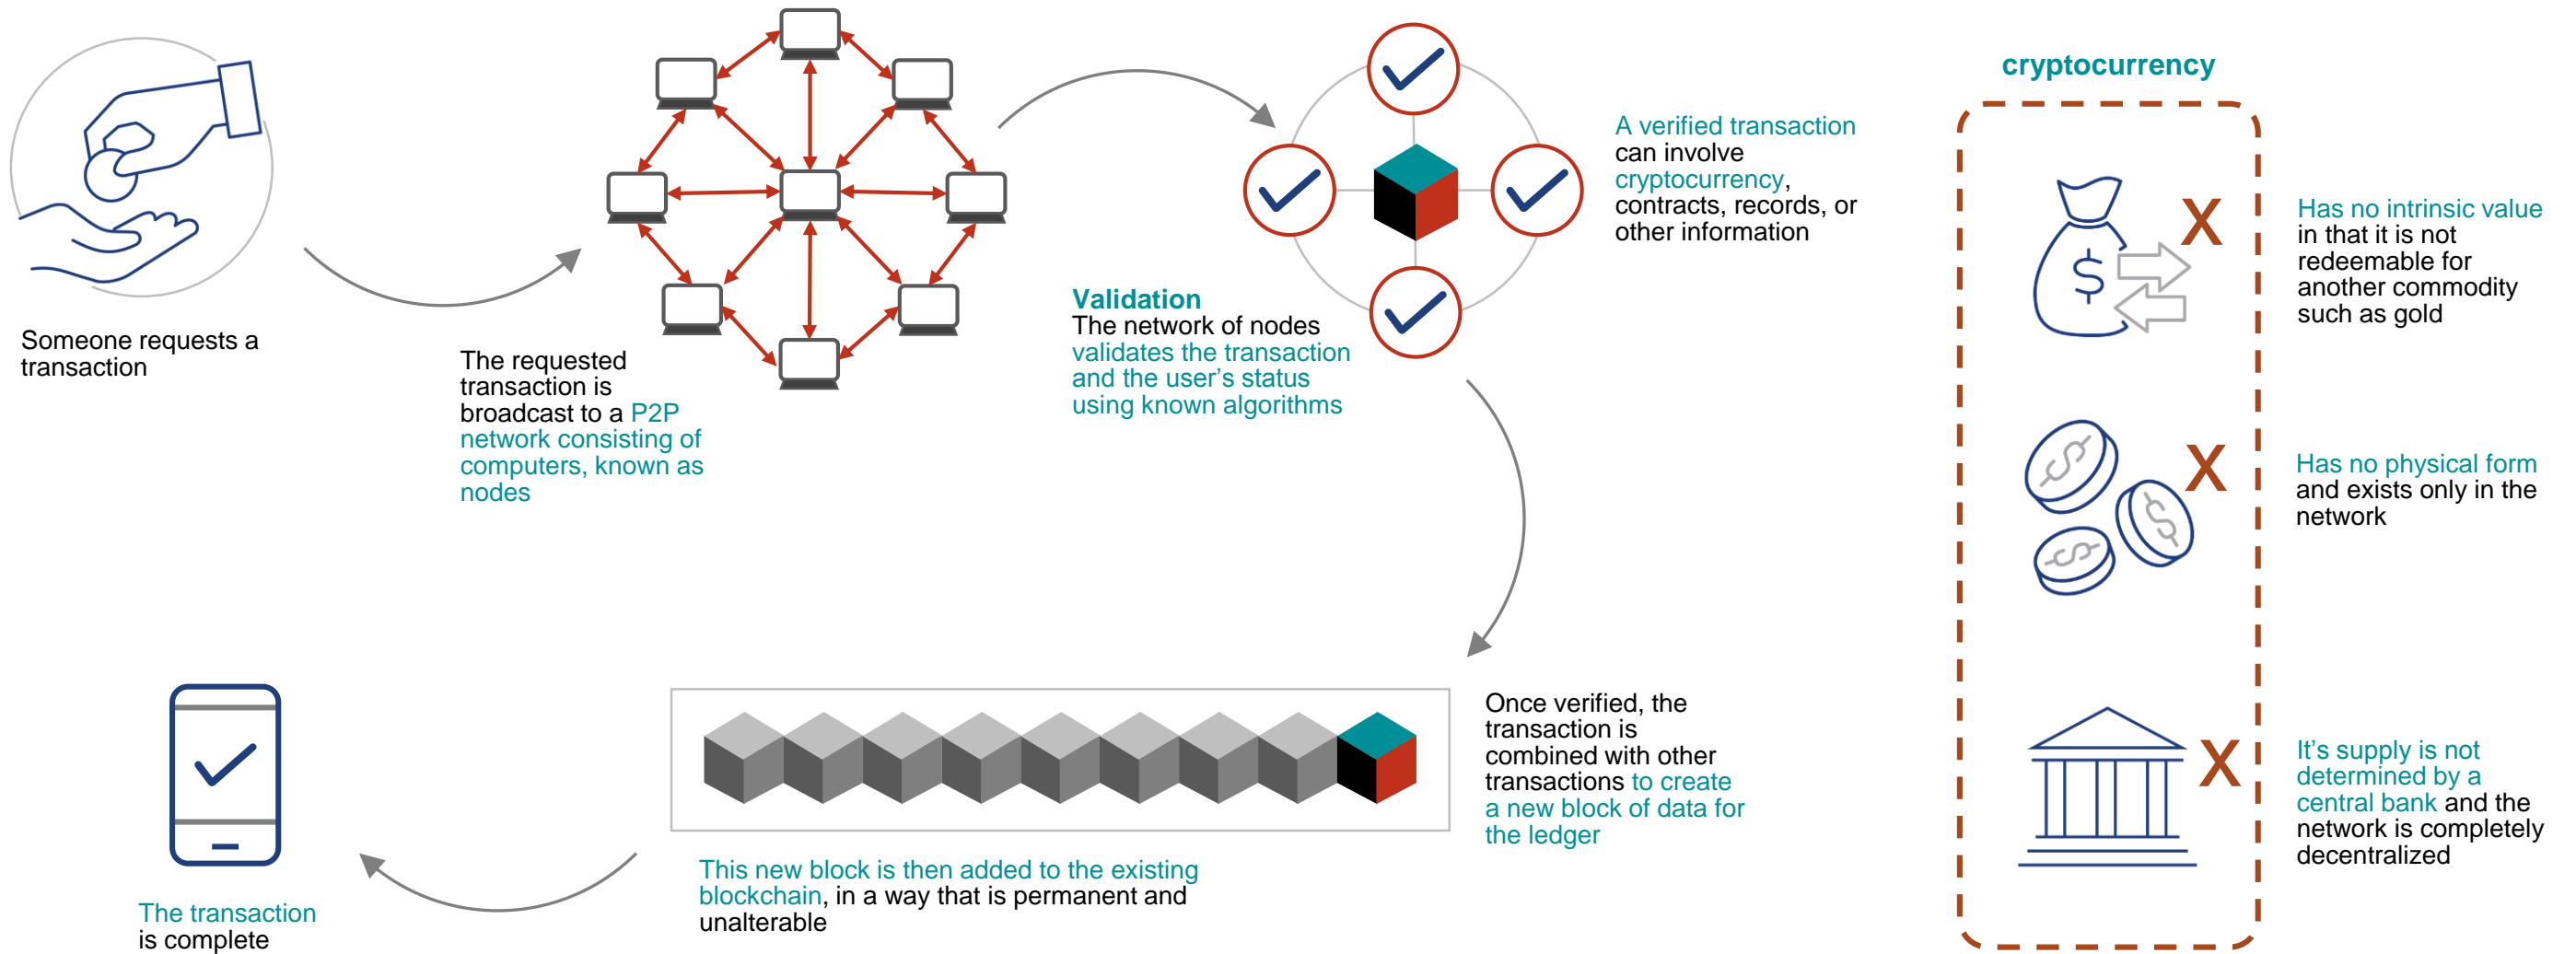 Someone requests a
transaction
The requested
transaction is
broadcast to a P2P
network consisting of
computers, known as
nodes
Validation
The network of nodes
validates the transaction
and the user’s status
using known algorithms
A verified transaction
can involve
cryptocurrency,
contracts, records, or
other information
Once verified, the
transaction is
combined with other
transactions to create
a new block of data for
the ledger
This new block is then added to the existing
blockchain, in a way that is permanent and
unalterable
The transaction
is complete
cryptocurrency
$
X
Has no intrinsic value
in that it is not
redeemable for
another commodity
such as gold
$
$
$
X
Has no physical form
and exists only in the
network
X
It’s supply is not
determined by a
central bank and the
network is completely
decentralized